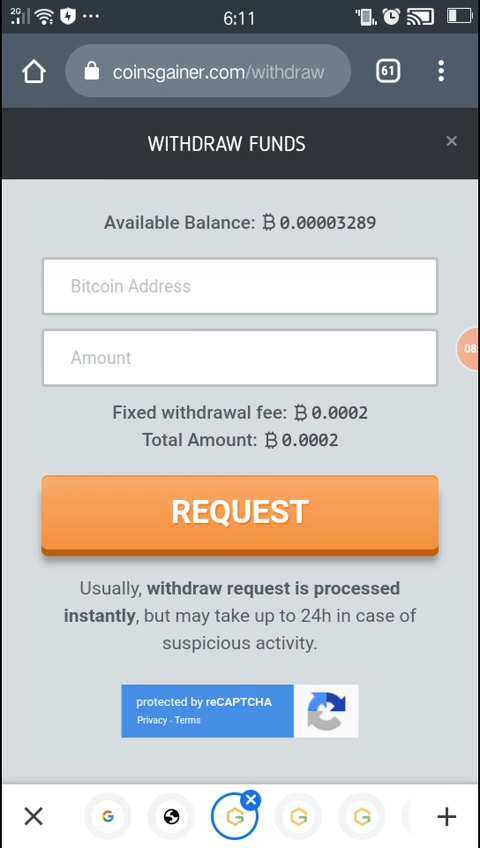 2G
6:11
coinsgainer.com/withdraw
61
WITHDRAW FUNDS
×
Available Balance: ₿ 0.00003289
Bitcoin Address
Amount
08:
Fixed withdrawal fee: ₿ 0.0002
Total Amount: ₿ 0.0002
REQUEST
Usually, withdraw request is processed
instantly, but may take up to 24h in case of
suspicious activity.
protected by reCAPTCHA
Privacy - Terms